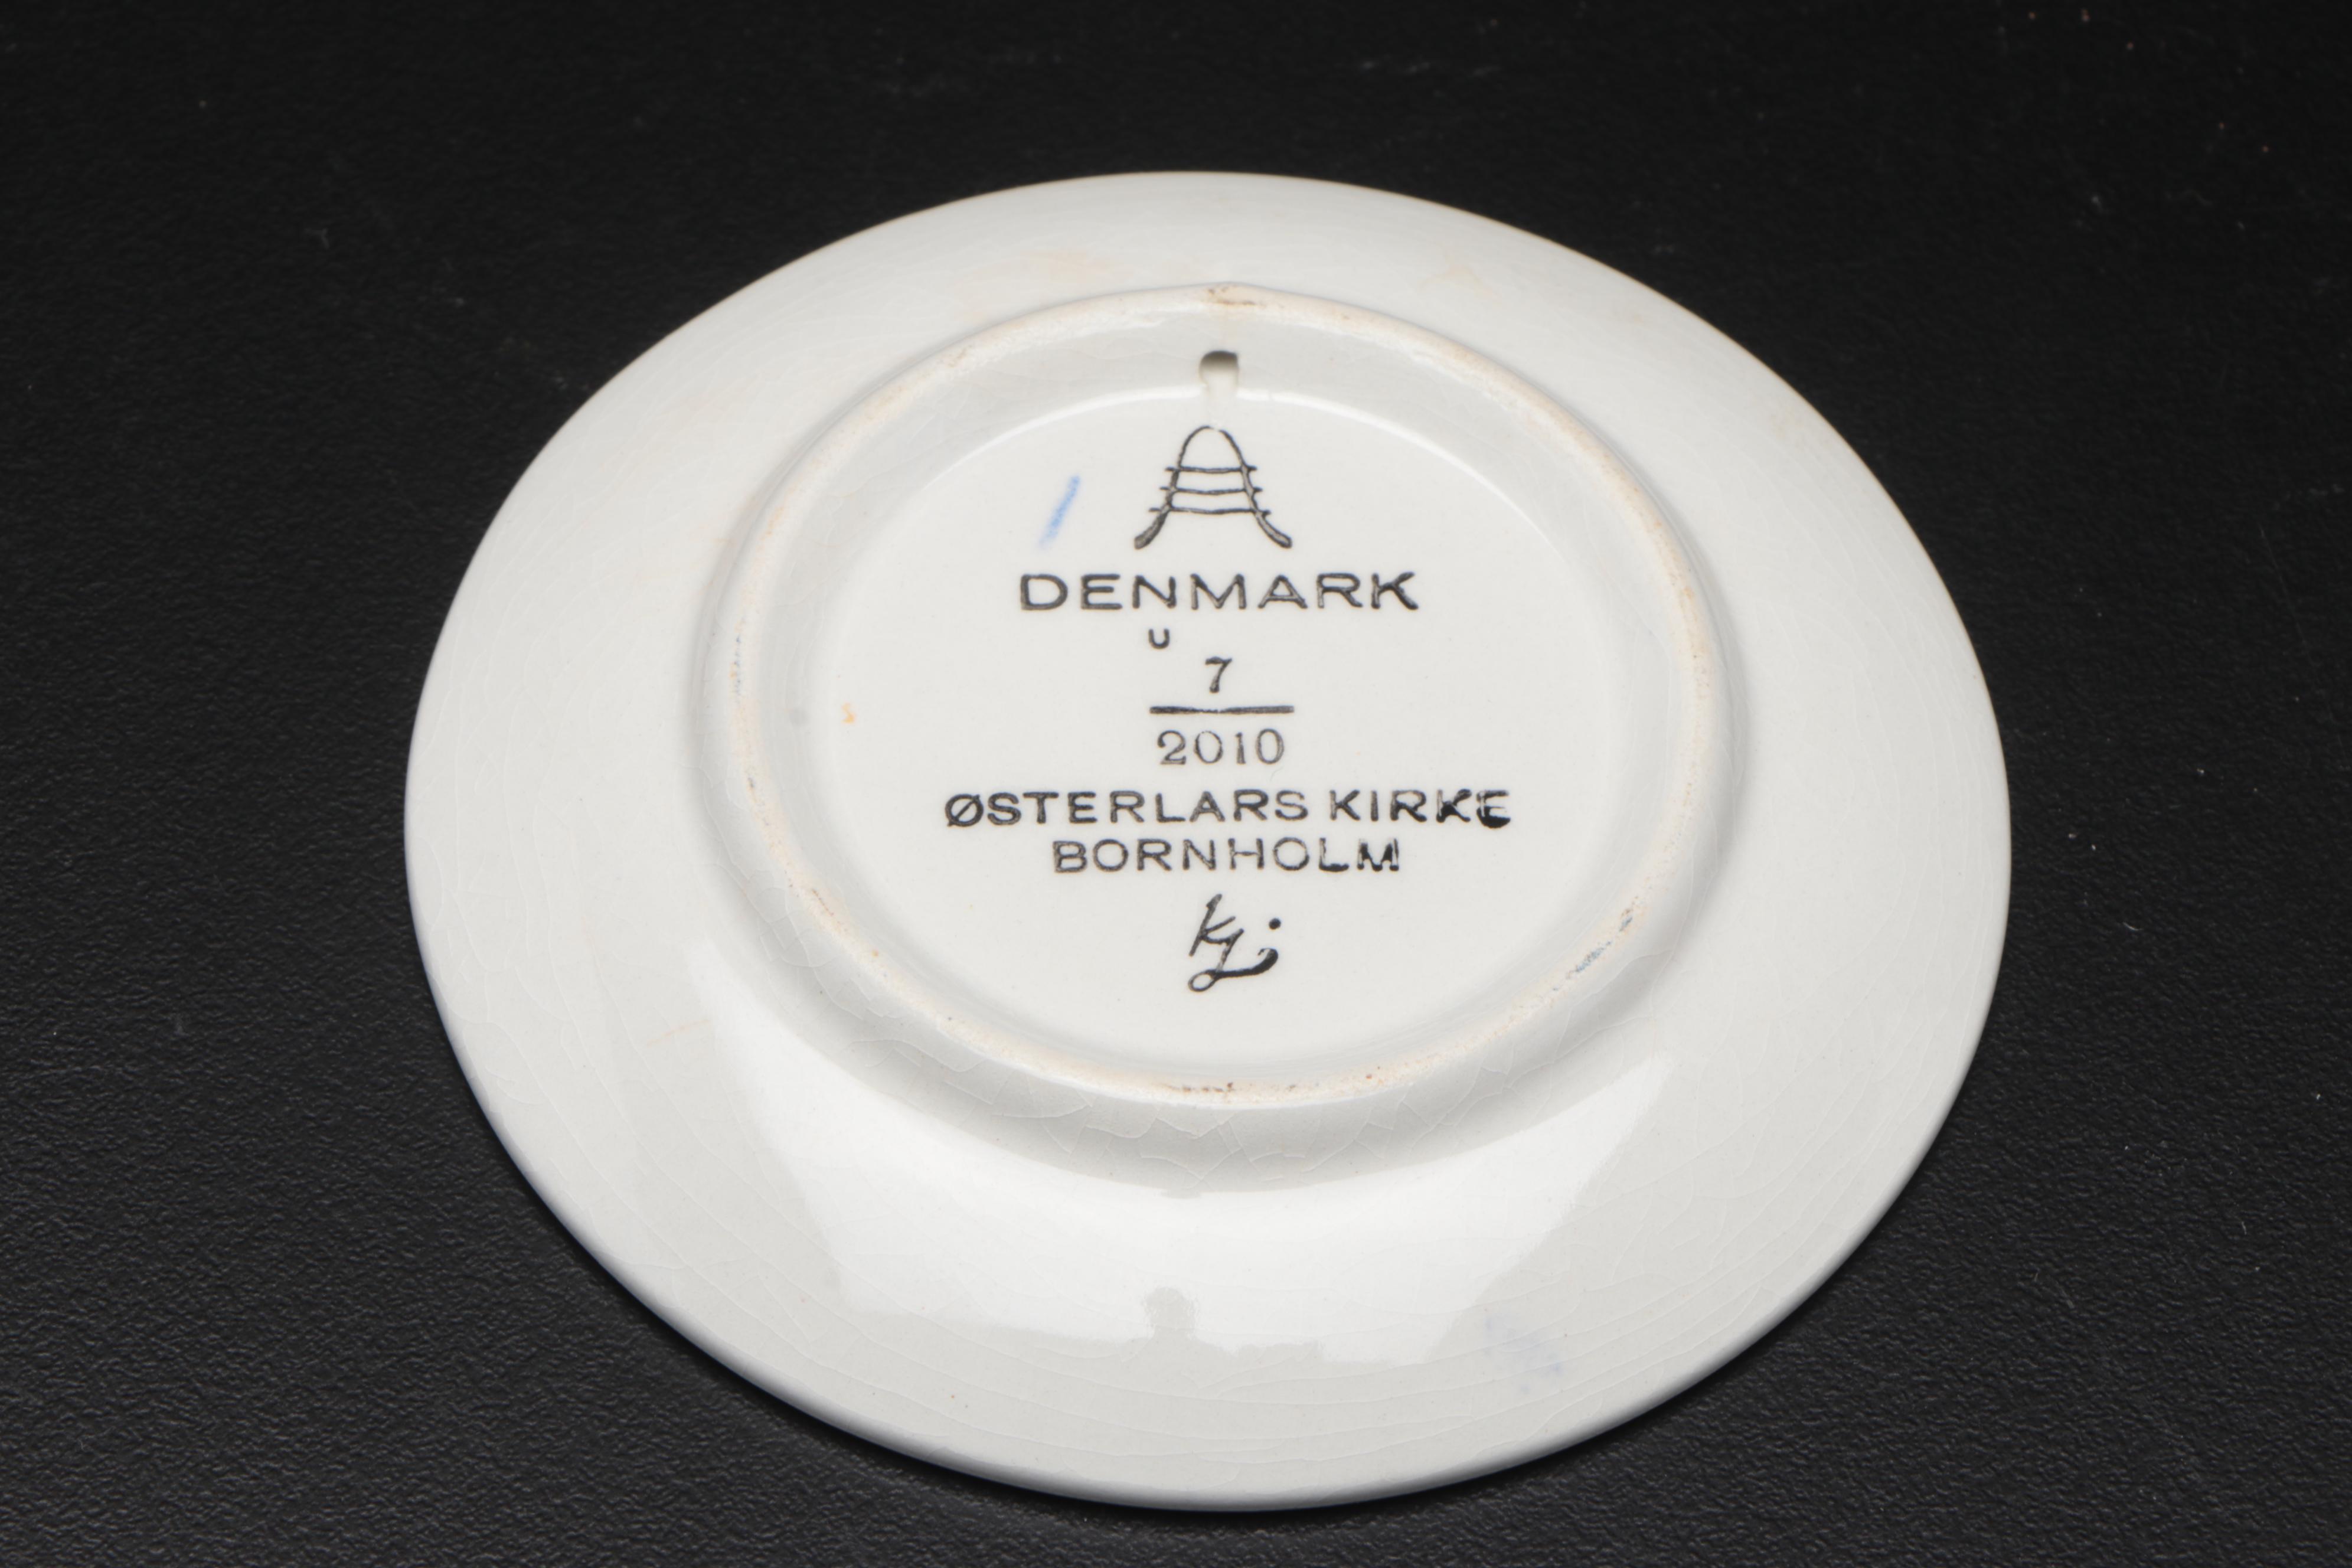 DENMARK
U
7
2010
ØSTERLARS KIRKE
BORNHOLM